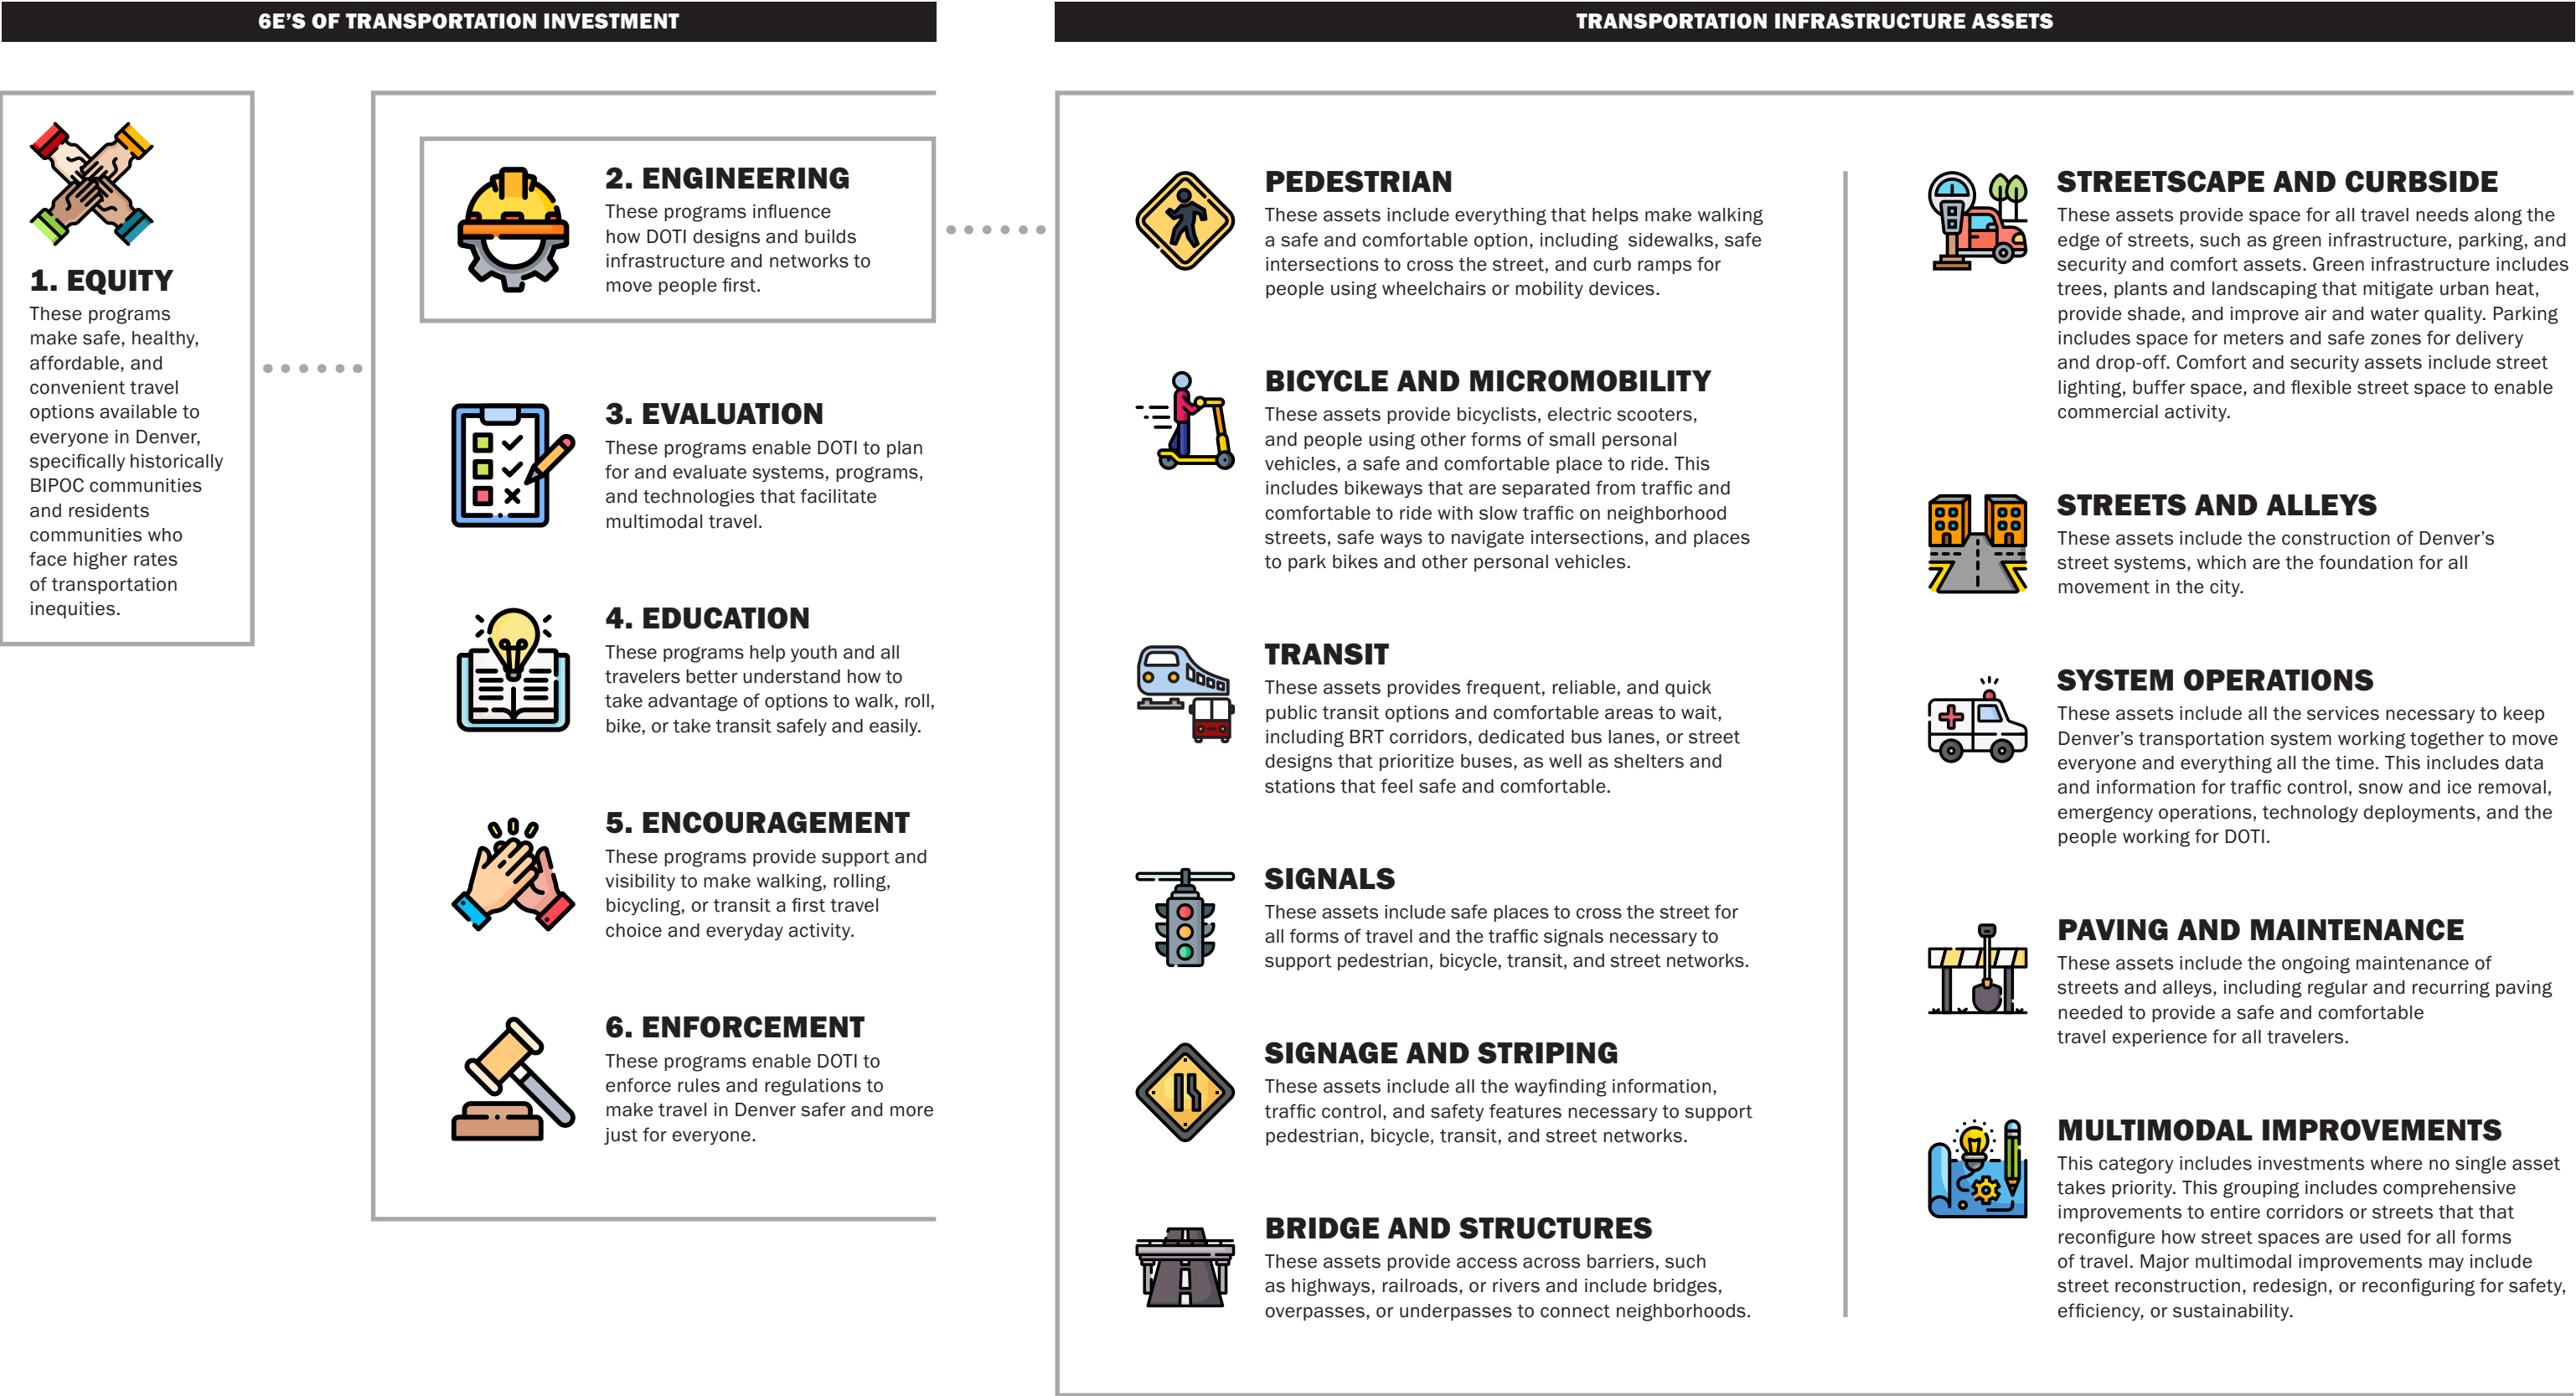 6E'S OF TRANSPORTATION INVESTMENT
1. EQUITY
These programs
make safe, healthy,
affordable, and
convenient travel
options available to
everyone in Denver,
specifically historically
BIPOC communities
and residents
communities who
face higher rates
of transportation
inequities.
2. ENGINEERING
These programs influence
how DOTI designs and builds
infrastructure and networks to
move people first.
3. EVALUATION
These programs enable DOTI to plan
for and evaluate systems, programs,
and technologies that facilitate
multimodal travel.
4. EDUCATION
These programs help youth and all
travelers better understand how to
take advantage of options to walk, roll,
bike, or take transit safely and easily.
5. ENCOURAGEMENT
These programs provide support and
visibility to make walking, rolling,
bicycling, or transit a first travel
choice and everyday activity.
6. ENFORCEMENT
These programs enable DOTI to
enforce rules and regulations to
make travel in Denver safer and more
just for everyone.
TRANSPORTATION INFRASTRUCTURE ASSETS
PEDESTRIAN
These assets include everything that helps make walking
a safe and comfortable option, including sidewalks, safe
intersections to cross the street, and curb ramps for
people using wheelchairs or mobility devices.
BICYCLE AND MICROMOBILITY
These assets provide bicyclists, electric scooters,
and people using other forms of small personal
vehicles, a safe and comfortable place to ride. This
includes bikeways that are separated from traffic and
comfortable to ride with slow traffic on neighborhood
streets, safe ways to navigate intersections, and places
to park bikes and other personal vehicles.
TRANSIT
These assets provides frequent, reliable, and quick
public transit options and comfortable areas to wait,
including BRT corridors, dedicated bus lanes, or street
designs that prioritize buses, as well as shelters and
stations that feel safe and comfortable.
SIGNALS
These assets include safe places to cross the street for
all forms of travel and the traffic signals necessary to
support pedestrian, bicycle, transit, and street networks.
SIGNAGE AND STRIPING
These assets include all the wayfinding information,
traffic control, and safety features necessary to support
pedestrian, bicycle, transit, and street networks.
BRIDGE AND STRUCTURES
These assets provide access across barriers, such
as highways, railroads, or rivers and include bridges,
overpasses, or underpasses to connect neighborhoods.
STREETSCAPE AND CURBSIDE
These assets provide space for all travel needs along the
edge of streets, such as green infrastructure, parking, and
security and comfort assets. Green infrastructure includes
trees, plants and landscaping that mitigate urban heat,
provide shade, and improve air and water quality. Parking
includes space for meters and safe zones for delivery
and drop-off. Comfort and security assets include street
lighting, buffer space, and flexible street space to enable
commercial activity.
STREETS AND ALLEYS
These assets include the construction of Denver's
street systems, which are the foundation for all
movement in the city.
SYSTEM OPERATIONS
These assets include all the services necessary to keep
Denver's transportation system working together to move
everyone and everything all the time. This includes data
and information for traffic control, snow and ice removal,
emergency operations, technology deployments, and the
people working for DOTI.
PAVING AND MAINTENANCE
These assets include the ongoing maintenance of
streets and alleys, including regular and recurring paving
needed to provide a safe and comfortable
travel experience for all travelers.
MULTIMODAL IMPROVEMENTS
This category includes investments where no single asset
takes priority. This grouping includes comprehensive
improvements to entire corridors or streets that that
reconfigure how street spaces are used for all forms
of travel. Major multimodal improvements may include
street reconstruction, redesign, or reconfiguring for safety,
efficiency, or sustainability.